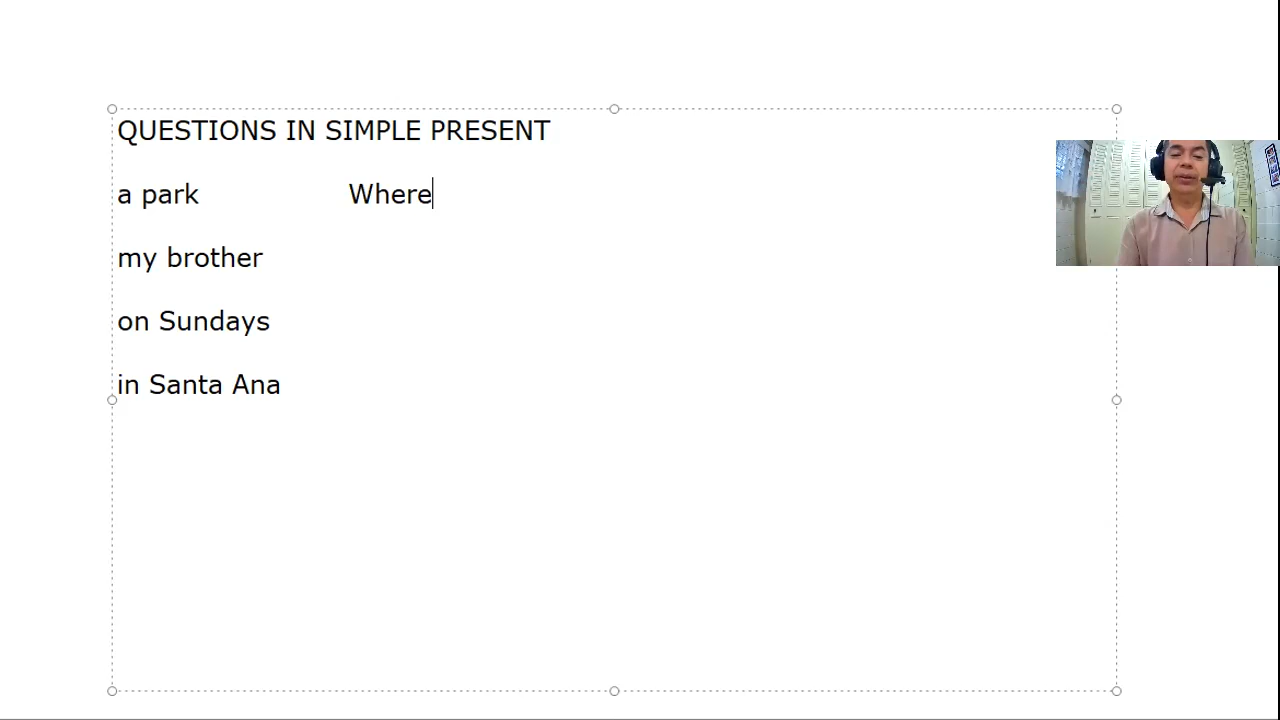 QUESTIONS IN SIMPLE PRESENT
a park Where
my brother
on Sundays
in Santa Ana